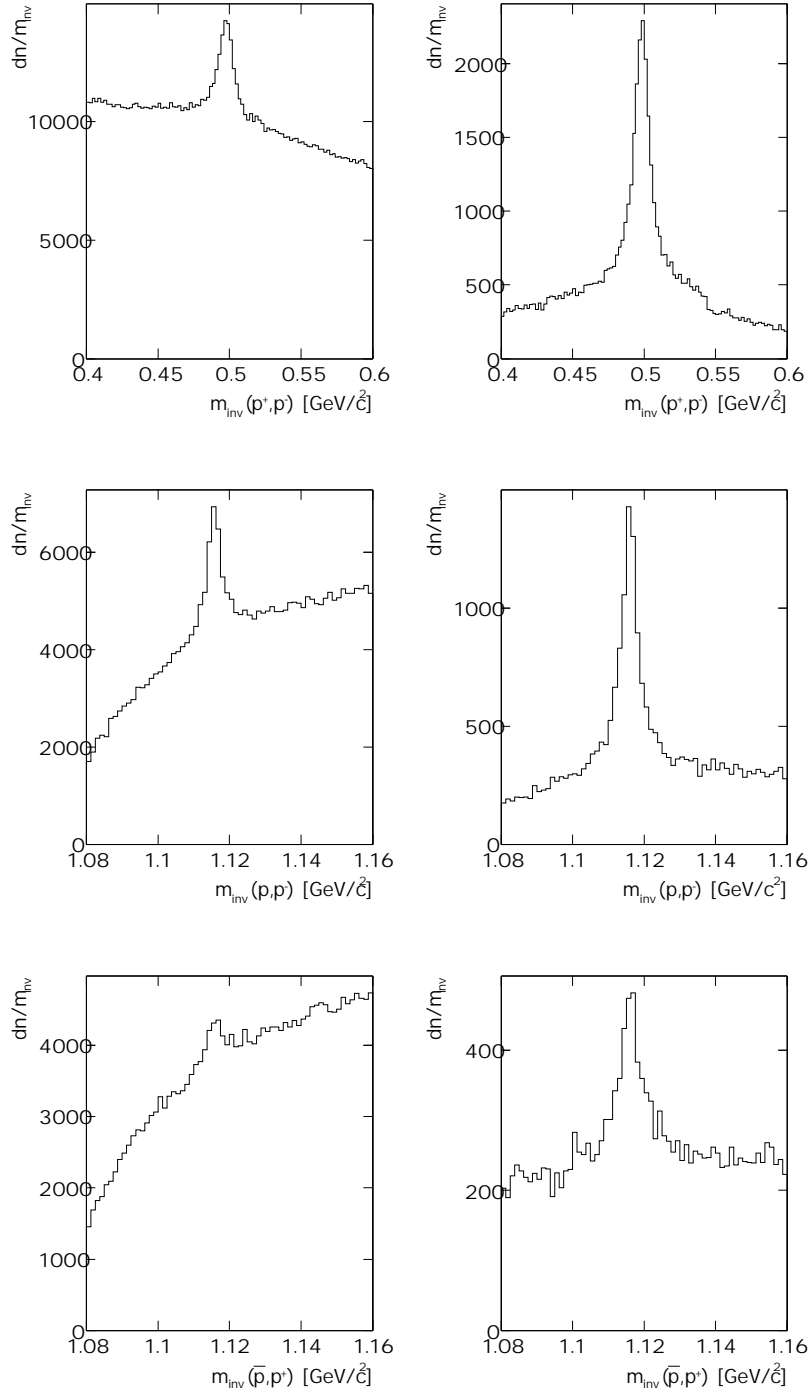 dn/m_inv
10000
5000
0
0.4 0.45 0.5 0.55 0.6
m_inv(p⁺,p⁻) [GeV/c²]
dn/m_inv
2000
1500
1000
500
0
0.4 0.45 0.5 0.55 0.6
m_inv(p⁺,p⁻) [GeV/c²]
dn/m_inv
6000
4000
2000
0
1.08 1.1 1.12 1.14 1.16
m_inv(p,p⁻) [GeV/c²]
dn/m_inv
1000
500
0
1.08 1.1 1.12 1.14 1.16
m_inv(p,p⁻) [GeV/c²]
dn/m_inv
4000
3000
2000
1000
0
1.08 1.1 1.12 1.14 1.16
m_inv(p̅,p⁺) [GeV/c²]
dn/m_inv
400
200
0
1.08 1.1 1.12 1.14 1.16
m_inv(p̅,p⁺) [GeV/c²]